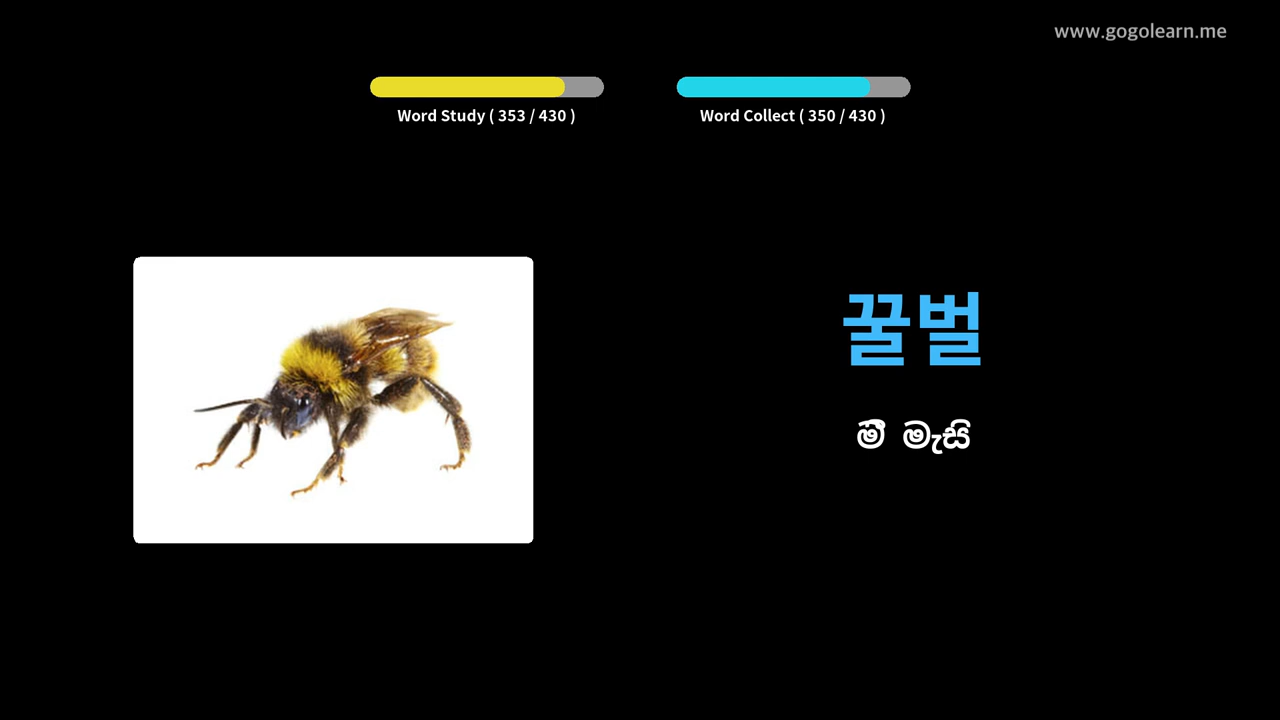 www.gogolearn.me
Word Study ( 353 / 430 )
Word Collect ( 350 / 430 )
꿀벌
මී මැසි